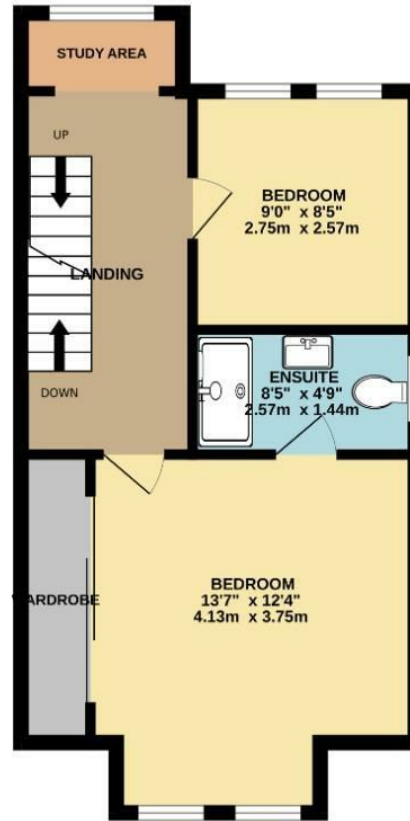 STUDY AREA
UP
BEDROOM
9'0" x 8'5"
2.75m x 2.57m
LANDING
DOWN
ENSUITE
8'5" x 4'9"
2.57m x 1.44m
WARDROBE
BEDROOM
13'7" x 12'4"
4.13m x 3.75m